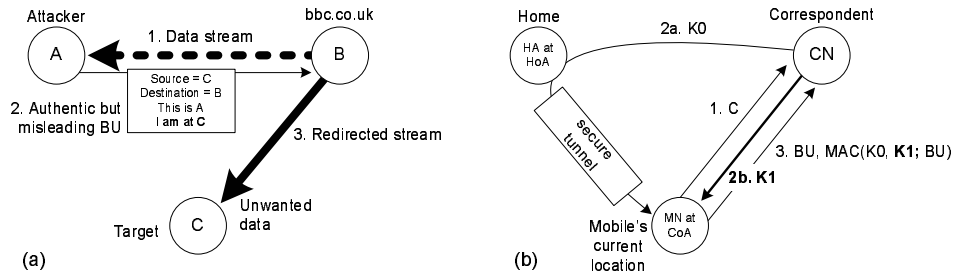 Attacker
bbc.co.uk
A
1. Data stream
B
Source = C
Destination = B
This is A
I am at C
2. Authentic but
misleading BU
3. Redirected stream
Unwanted
data
Target
C
(a)
Home
Correspondent
2a. K0
HA at
HoA
CN
1. C
secure
tunnel
3. BU, MAC(K0, K1; BU)
2b. K1
MN at
CoA
Mobile's
current
location
(b)